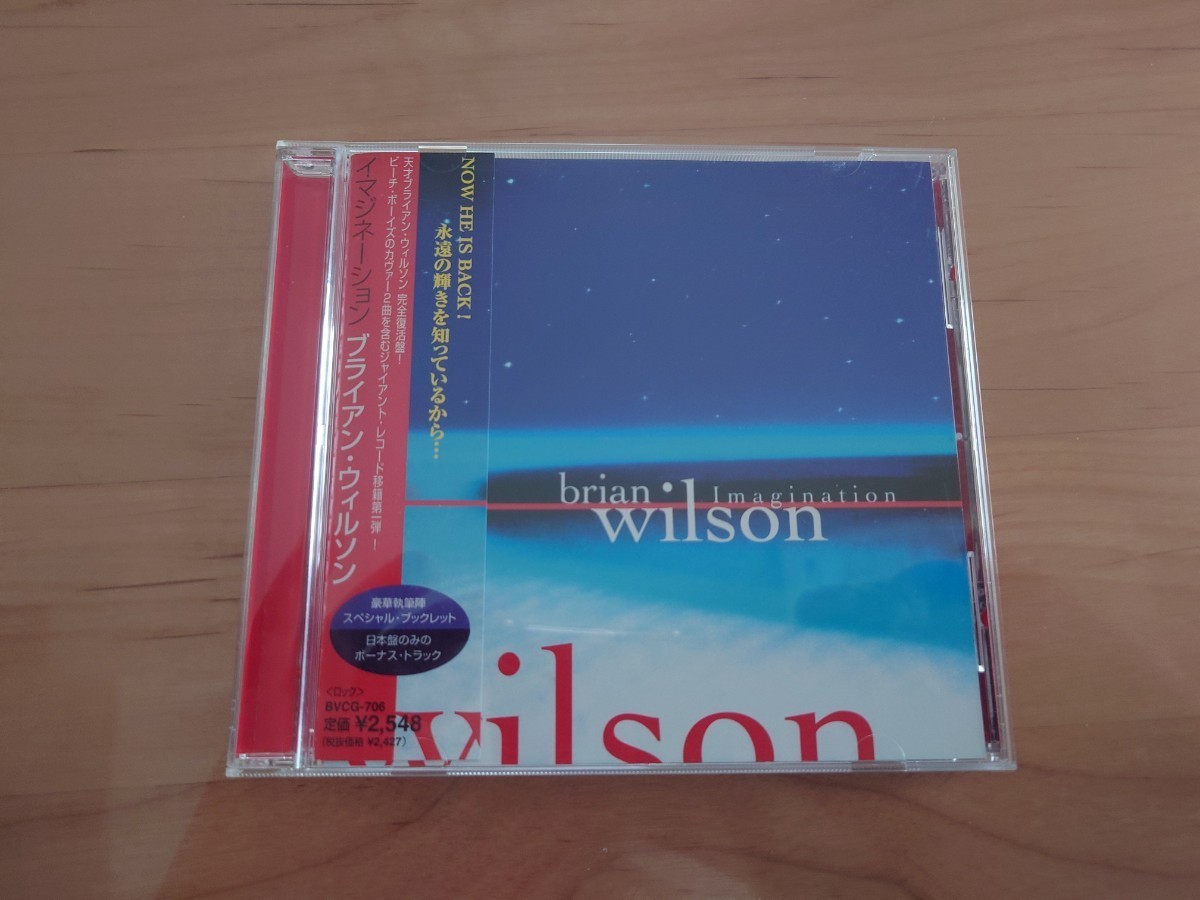 イマジネーション ブライアン・ウィルソン
天才ブライアン・ウィルソン 完全復活盤!
ビーチ・ボーイズのカヴァー2曲を含むジャイアント・レコード移籍第一弾!
NOW HE IS BACK!
永遠の輝きを知っているから…
豪華執筆陣
スペシャル・ブックレット
日本盤のみの
ボーナス・トラック
<ロック>
BVCG-706
定価 ¥2,548
(税抜価格 ¥2,427)
brian Imagination
wilson
wilson